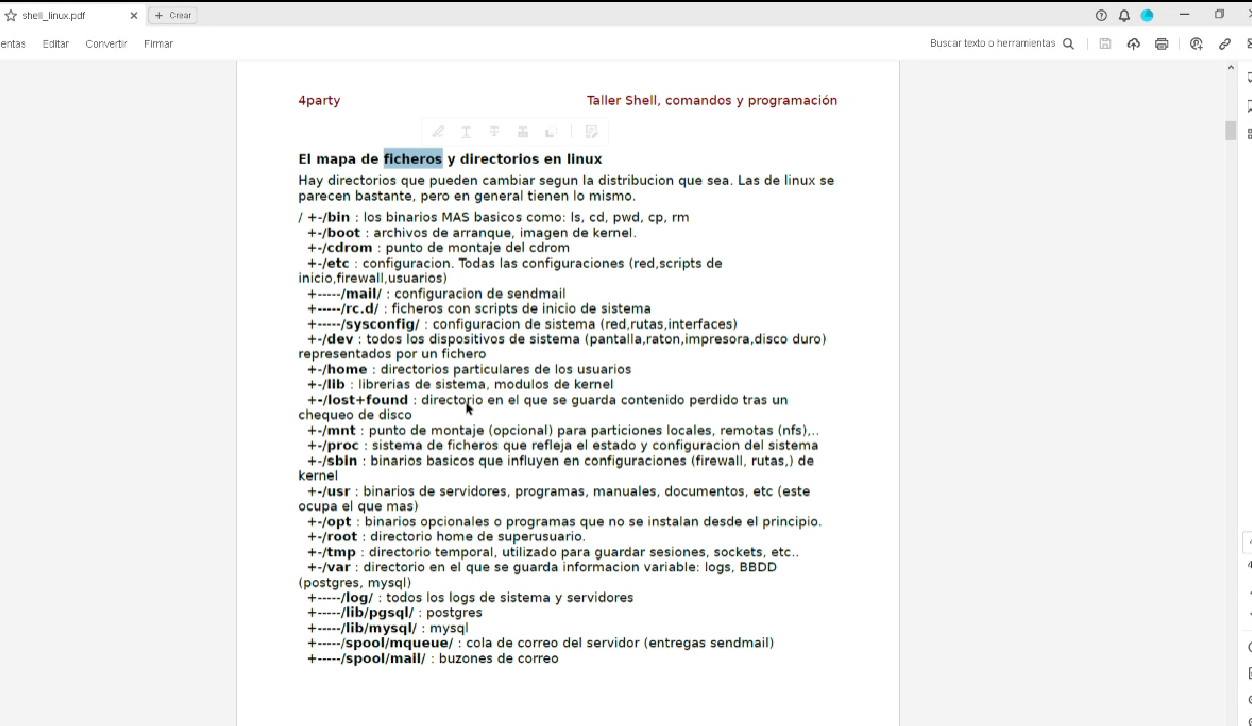 shell_linux.pdf
Crear
entas Editar Convertir Firmar
Buscar texto o herramientas
4party Taller Shell, comandos y programación
El mapa de ficheros y directorios en linux
Hay directorios que pueden cambiar segun la distribucion que sea. Las de linux se
parecen bastante, pero en general tienen lo mismo.
/ +-/bin : los binarios MAS basicos como: ls, cd, pwd, cp, rm
+-/boot : archivos de arranque, imagen de kernel.
+-/cdrom : punto de montaje del cdrom
+-/etc : configuracion. Todas las configuraciones (red,scripts de
inicio,firewall,usuarios)
+-----/mail/ : configuracion de sendmail
+-----/rc.d/ : ficheros con scripts de inicio de sistema
+-----/sysconfig/ : configuracion de sistema (red,rutas,interfaces)
+-/dev : todos los dispositivos de sistema (pantalla,raton,impresora,disco duro)
representados por un fichero
+-/home : directorios particulares de los usuarios
+-/lib : librerias de sistema, modulos de kernel
+-/lost+found : directorio en el que se guarda contenido perdido tras un
chequeo de disco
+-/mnt : punto de montaje (opcional) para particiones locales, remotas (nfs),..
+-/proc : sistema de ficheros que refleja el estado y configuracion del sistema
+-/sbin : binarios basicos que influyen en configuraciones (firewall, rutas,) de
kernel
+-/usr : binarios de servidores, programas, manuales, documentos, etc (este
ocupa el que mas)
+-/opt : binarios opcionales o programas que no se instalan desde el principio.
+-/root : directorio home de superusuario.
+-/tmp : directorio temporal, utilizado para guardar sesiones, sockets, etc..
+-/var : directorio en el que se guarda informacion variable: logs, BBDD
(postgres, mysql)
+-----/log/ : todos los logs de sistema y servidores
+-----/lib/pgsql/ : postgres
+-----/lib/mysql/ : mysql
+-----/spool/mqueue/ : cola de correo del servidor (entregas sendmail)
+-----/spool/mail/ : buzones de correo